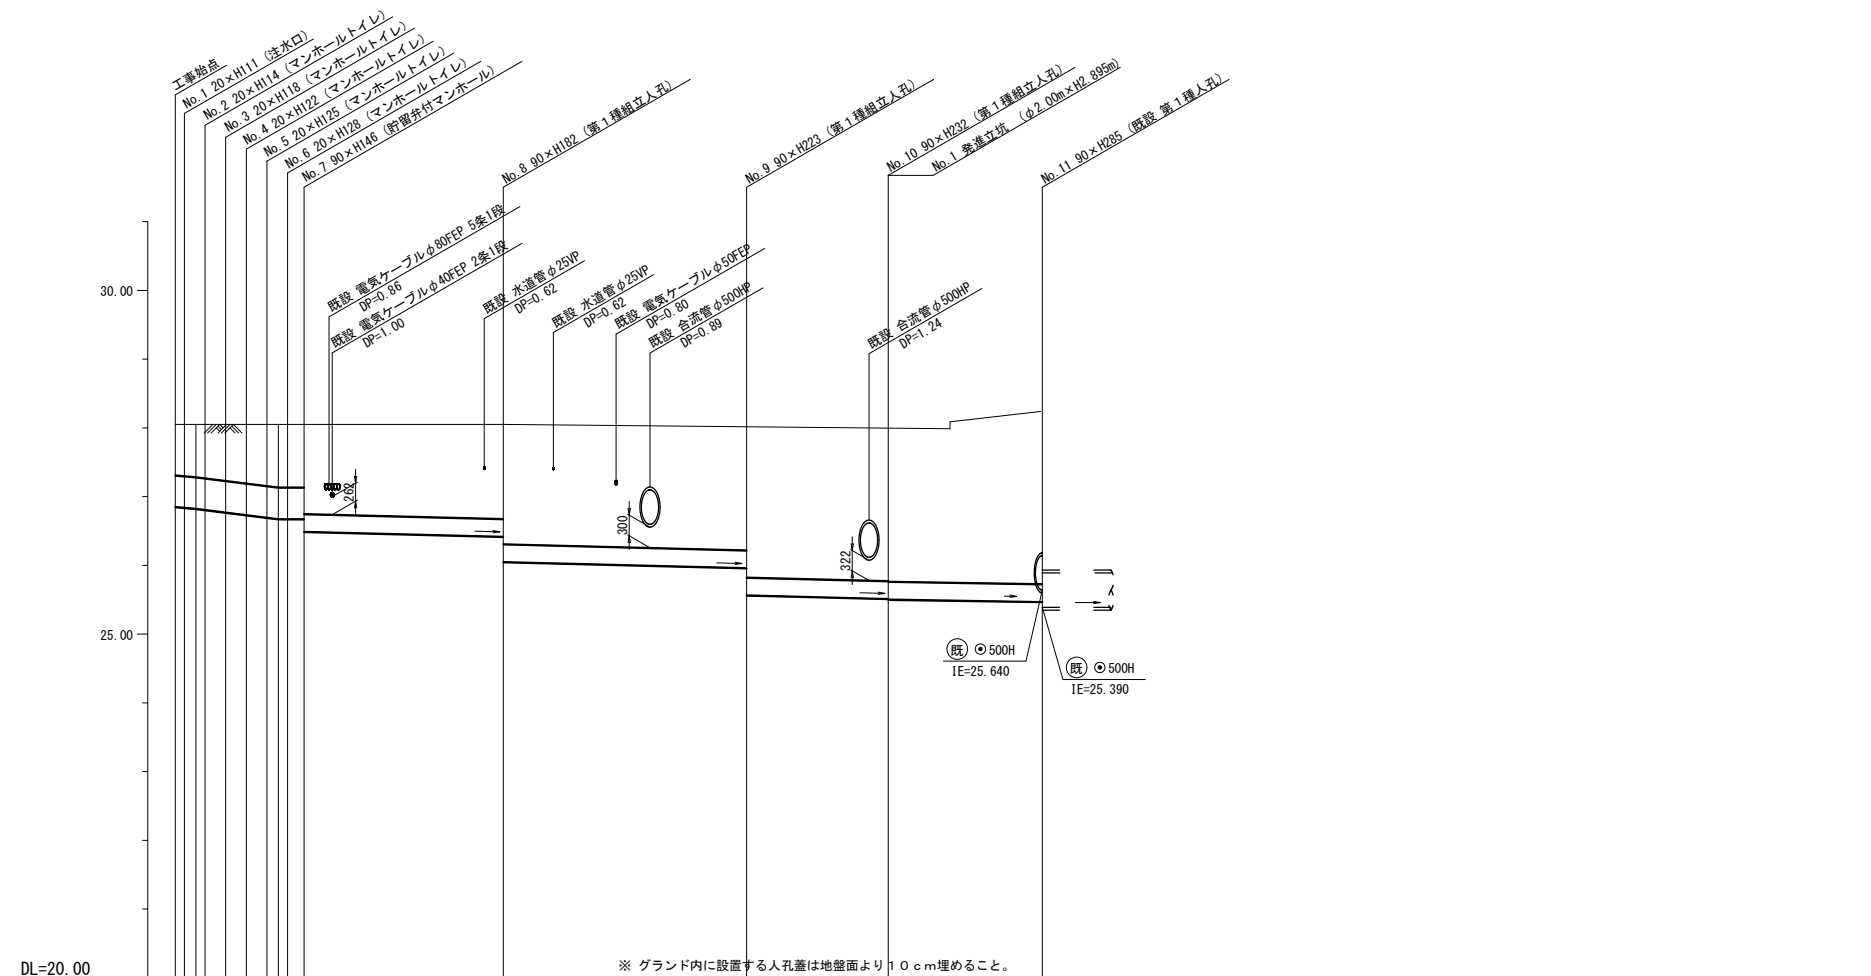 工事始点
No.1 20×H111 (注水口)
No.2 20×H114 (マンホールトイレ)
No.3 20×H118 (マンホールトイレ)
No.4 20×H122 (マンホールトイレ)
No.5 20×H125 (マンホールトイレ)
No.6 20×H128 (マンホールトイレ)
No.7 90×H146 (貯留弁付マンホール)
No.8 90×H182 (第1種組立人孔)
No.9 90×H223 (第1種組立人孔)
No.10 90×H232 (第1種組立人孔)
No.1 発進立坑 (φ2.00m×H2.895m)
No.11 90×H285 (既設 第1種人孔)
既設 電気ケーブルφ80FEP 5条1段
DP=0.86
既設 電気ケーブルφ40FEP 2条1段
DP=1.00
既設 水道管φ25VP
DP=0.62
既設 水道管φ25VP
DP=0.62
既設 電気ケーブルφ50FEP
DP=0.80
既設 合流管φ500HP
DP=0.89
既設 合流管φ500HP
DP=1.24
30.00
262
300
322
25.00
既 500H
IE=25.640
既 500H
IE=25.390
DL=20.00
※ グランド内に設置する人孔蓋は地盤面より10cm埋めること。